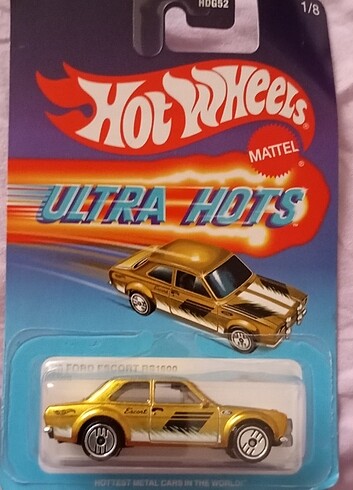 HDG52
1/8
HOT WHEELS
MATTEL
ULTRA HOTS
FORD ESCORT RS1600
Escort
HOTTEST METAL CARS IN THE WORLD